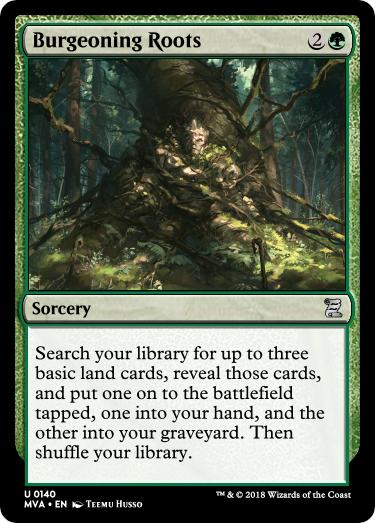 Burgeoning Roots 2
Sorcery
Search your library for up to three
basic land cards, reveal those cards,
and put one on to the battlefield
tapped, one into your hand, and the
other into your graveyard. Then
shuffle your library.
U 0140
MVA • EN Teemu Husso
™ & © 2018 Wizards of the Coast